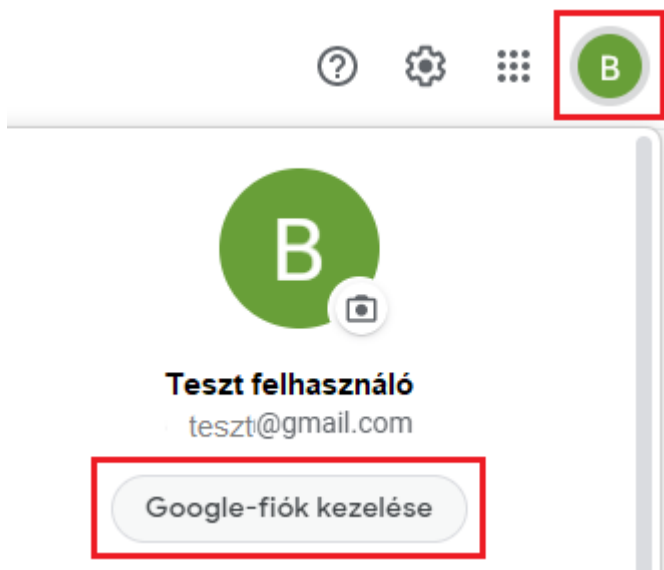 B
B
Teszt felhasználó
teszt@gmail.com
Google-fiók kezelése